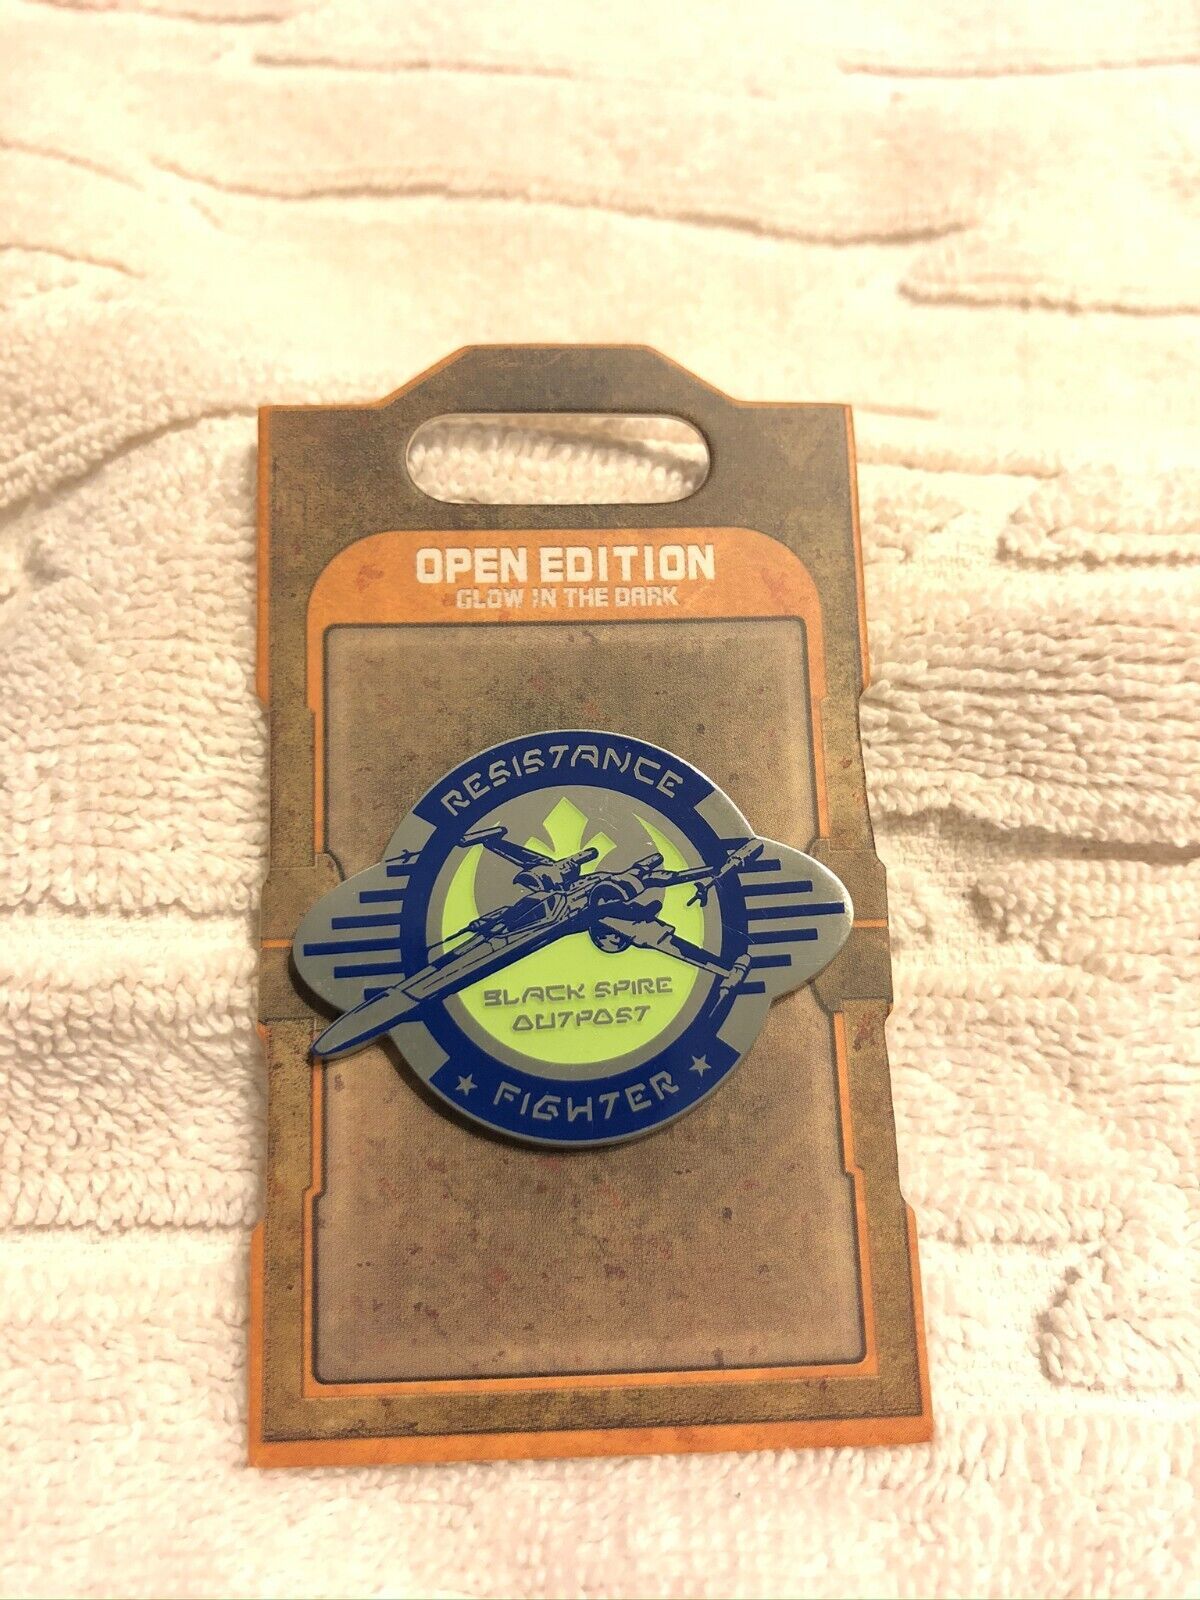 OPEN EDITION
GLOW IN THE DARK
RESISTANCE
BLACK SPIRE
OUTPOST
FIGHTER